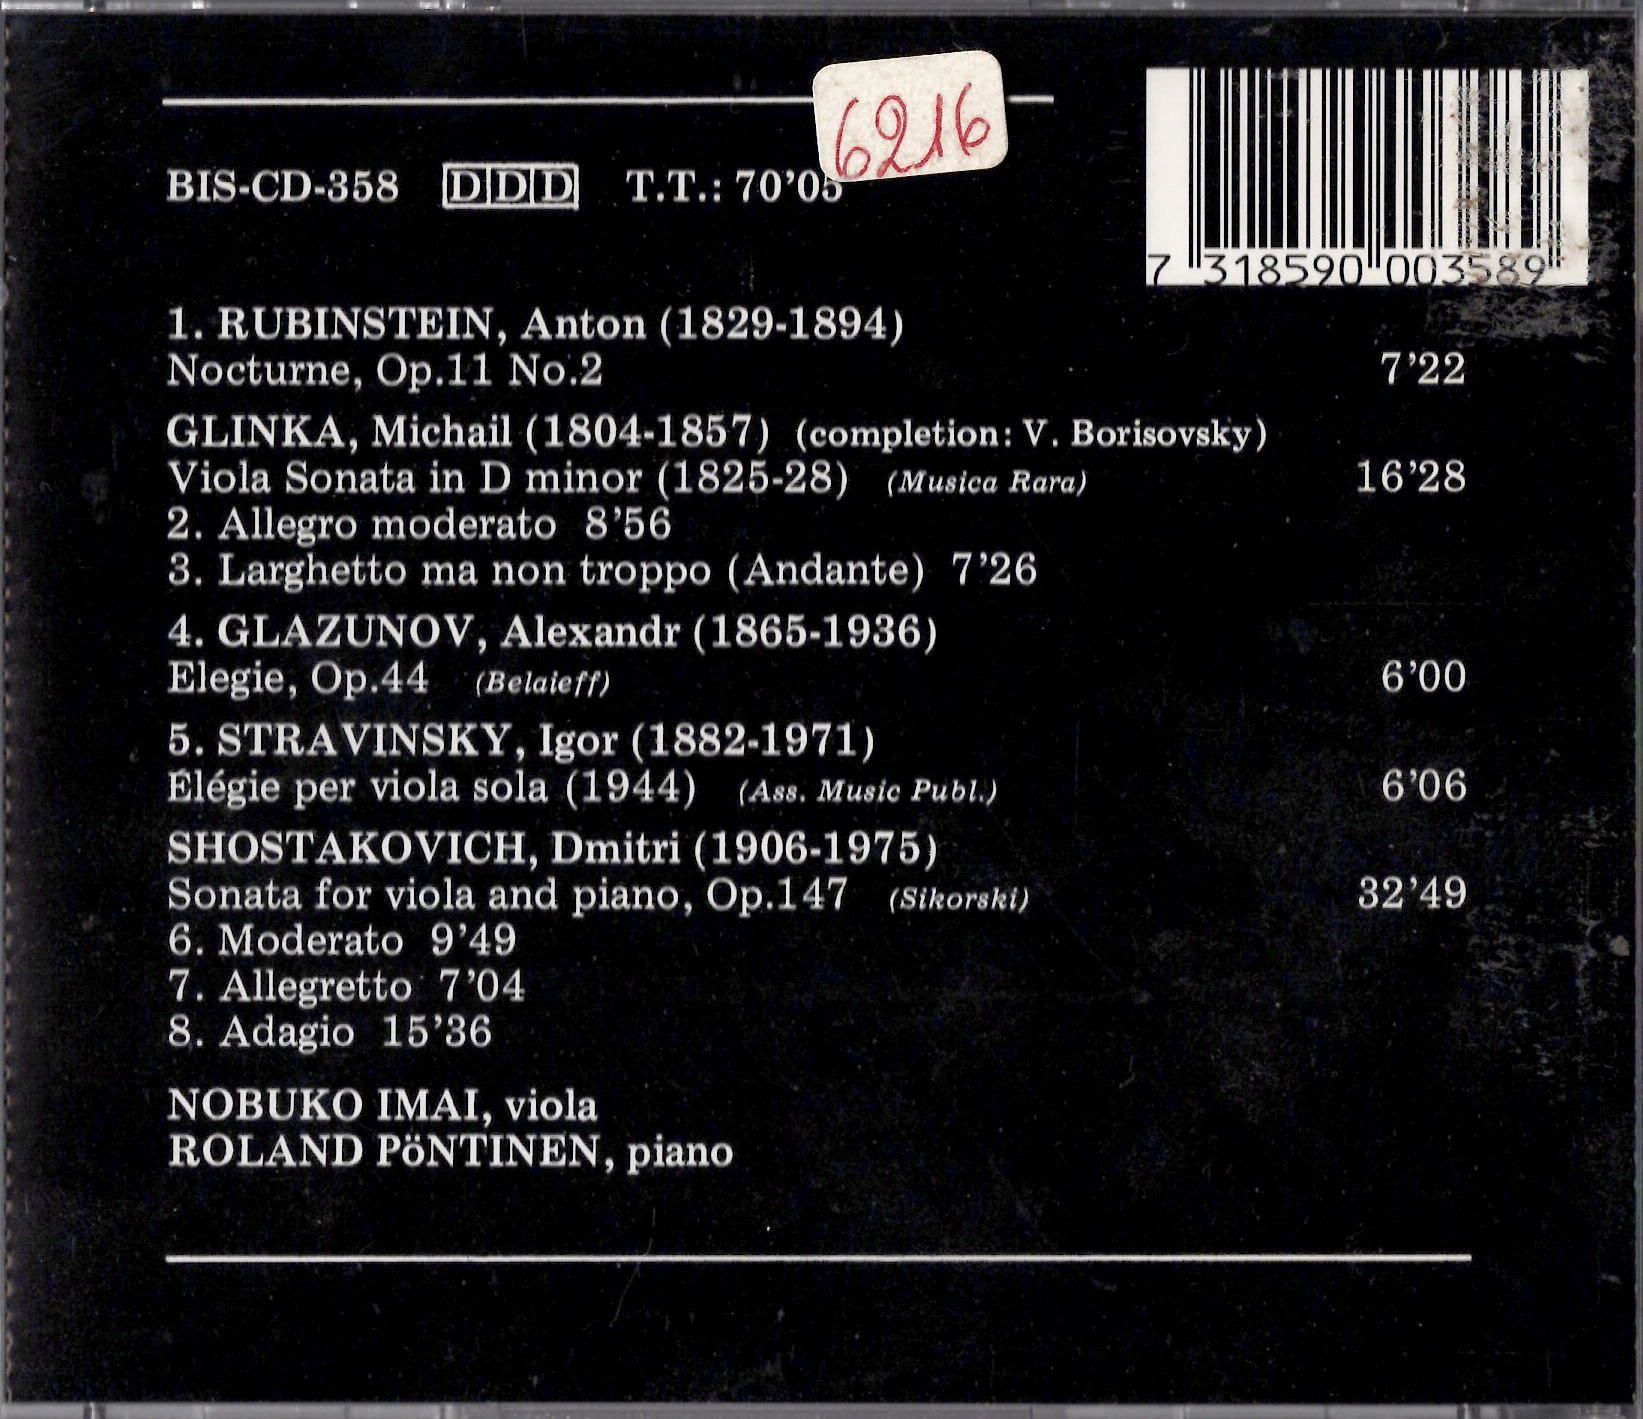 6216
BIS-CD-358 DDD T.T.: 70'05
7 318590 003589
1. RUBINSTEIN, Anton (1829-1894)
Nocturne, Op.11 No.2 7'22
GLINKA, Michail (1804-1857) (completion: V. Borisovsky)
Viola Sonata in D minor (1825-28) (Musica Rara) 16'28
2. Allegro moderato 8'56
3. Larghetto ma non troppo (Andante) 7'26
4. GLAZUNOV, Alexandr (1865-1936)
Elegie, Op.44 (Belaieff) 6'00
5. STRAVINSKY, Igor (1882-1971)
Elégie per viola sola (1944) (Ass. Music Publ.) 6'06
SHOSTAKOVICH, Dmitri (1906-1975)
Sonata for viola and piano, Op.147 (Sikorski) 32'49
6. Moderato 9'49
7. Allegretto 7'04
8. Adagio 15'36
NOBUKO IMAI, viola
ROLAND PöNTINEN, piano